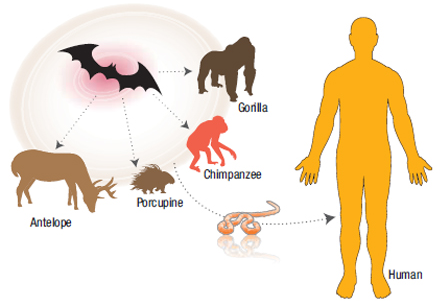 Gorilla
Chimpanzee
Porcupine
Antelope
Human